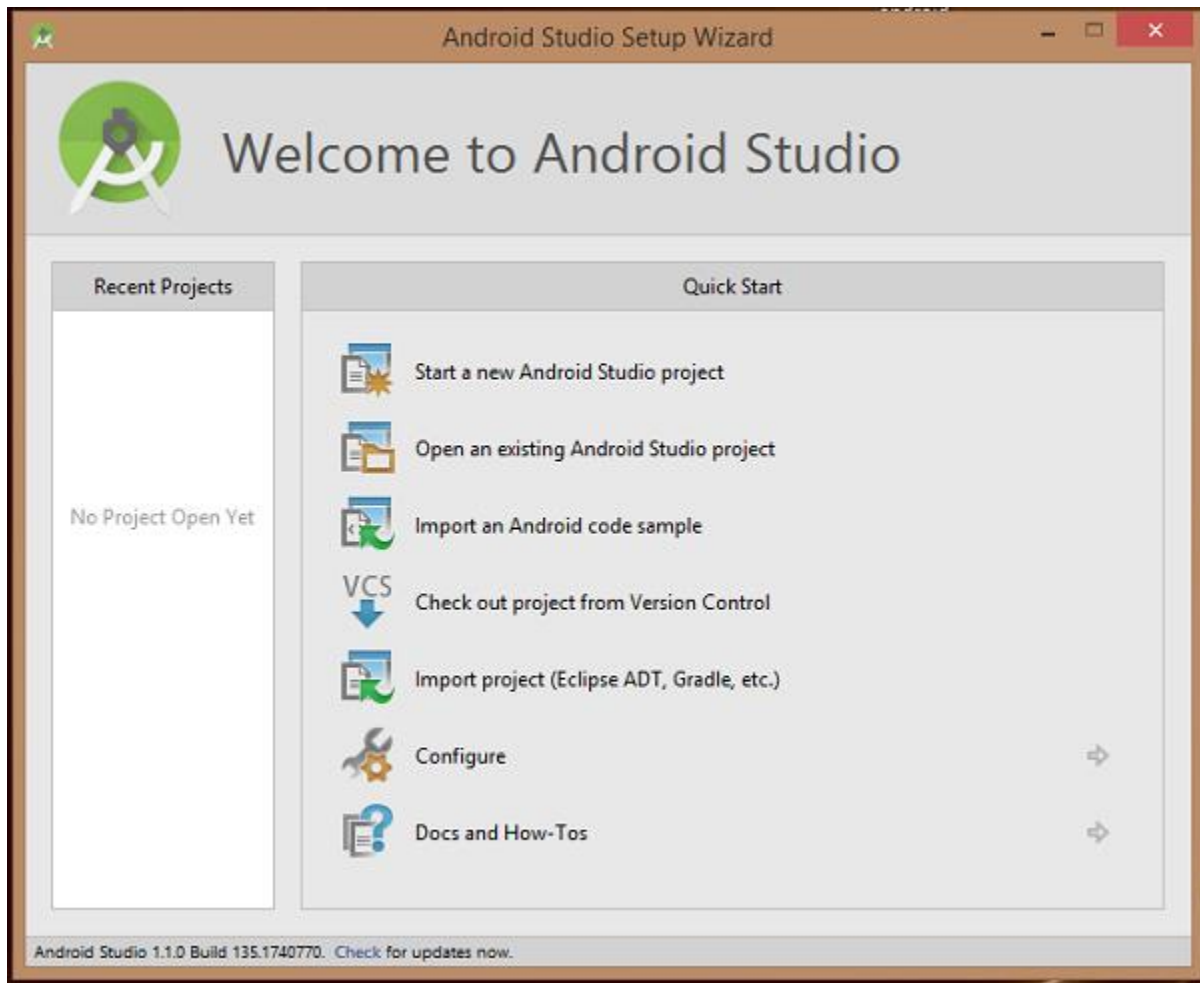 Android Studio Setup Wizard
Welcome to Android Studio
Recent Projects
No Project Open Yet
Quick Start
Start a new Android Studio project
Open an existing Android Studio project
Import an Android code sample
VCS
Check out project from Version Control
Import project (Eclipse ADT, Gradle, etc.)
Configure
Docs and How-Tos
Android Studio 1.1.0 Build 135.1740770. Check for updates now.